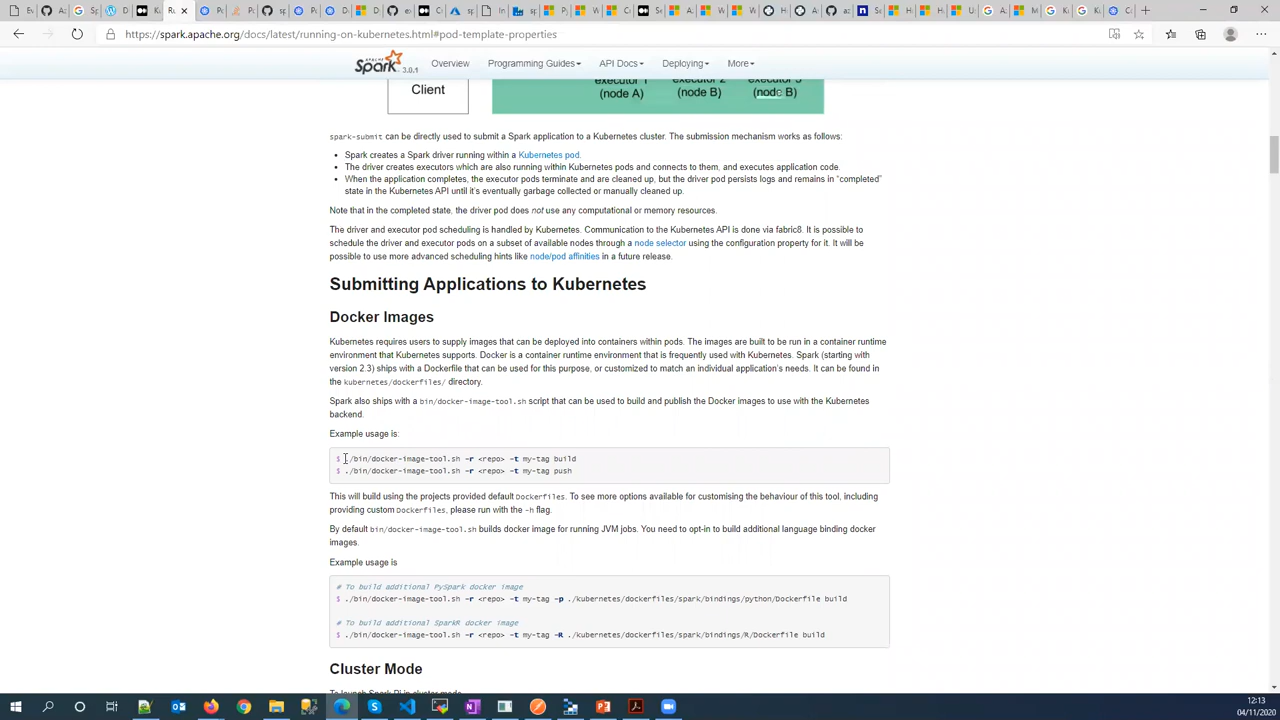 https://spark.apache.org/docs/latest/running-on-kubernetes.html#pod-template-properties
Spark 3.0.1 Overview Programming Guides API Docs Deploying More
executor 1 executor 2 executor 3
Client (node A) (node B) (node B)
spark-submit can be directly used to submit a Spark application to a Kubernetes cluster. The submission mechanism works as follows:
• Spark creates a Spark driver running within a Kubernetes pod.
• The driver creates executors which are also running within Kubernetes pods and connects to them, and executes application code.
• When the application completes, the executor pods terminate and are cleaned up, but the driver pod persists logs and remains in “completed”
state in the Kubernetes API until it’s eventually garbage collected or manually cleaned up.
Note that in the completed state, the driver pod does not use any computational or memory resources.
The driver and executor pod scheduling is handled by Kubernetes. Communication to the Kubernetes API is done via fabric8. It is possible to
schedule the driver and executor pods on a subset of available nodes through a node selector using the configuration property for it. It will be
possible to use more advanced scheduling hints like node/pod affinities in a future release.
Submitting Applications to Kubernetes
Docker Images
Kubernetes requires users to supply images that can be deployed into containers within pods. The images are built to be run in a container runtime
environment that Kubernetes supports. Docker is a container runtime environment that is frequently used with Kubernetes. Spark (starting with
version 2.3) ships with a Dockerfile that can be used for this purpose, or customized to match an individual application’s needs. It can be found in
the kubernetes/dockerfiles/ directory.
Spark also ships with a bin/docker-image-tool.sh script that can be used to build and publish the Docker images to use with the Kubernetes
backend.
Example usage is:
$ ./bin/docker-image-tool.sh -r <repo> -t my-tag build
$ ./bin/docker-image-tool.sh -r <repo> -t my-tag push
This will build using the projects provided default Dockerfiles. To see more options available for customising the behaviour of this tool, including
providing custom Dockerfiles, please run with the -h flag.
By default bin/docker-image-tool.sh builds docker image for running JVM jobs. You need to opt-in to build additional language binding docker
images.
Example usage is
# To build additional PySpark docker image
$ ./bin/docker-image-tool.sh -r <repo> -t my-tag -p ./kubernetes/dockerfiles/spark/bindings/python/Dockerfile build
# To build additional SparkR docker image
$ ./bin/docker-image-tool.sh -r <repo> -t my-tag -R ./kubernetes/dockerfiles/spark/bindings/R/Dockerfile build
Cluster Mode
To launch Spark Pi in cluster mode
12:13
04/11/2020